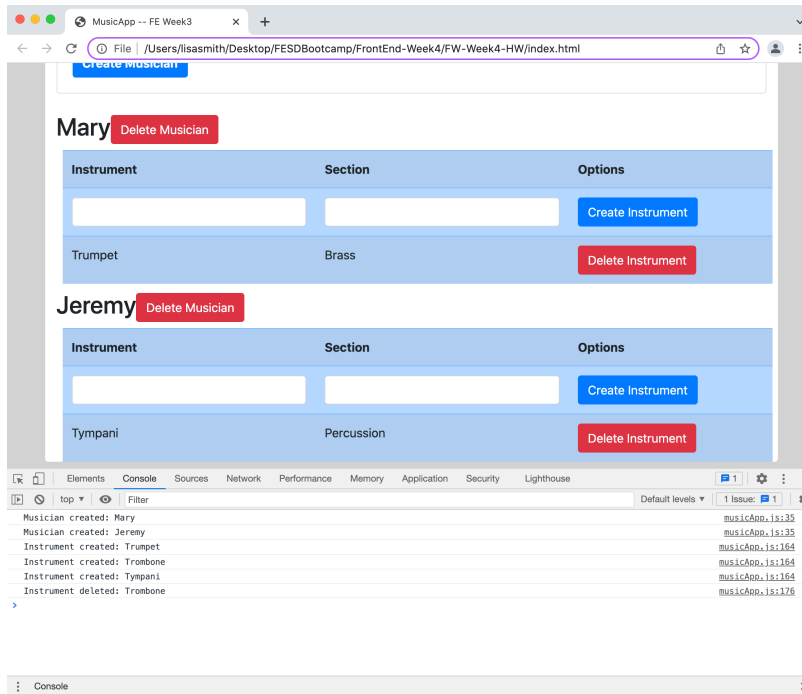 MusicApp -- FE Week3
File /Users/lisasmith/Desktop/FESDBootcamp/FrontEnd-Week4/FW-Week4-HW/index.html
Create Musician
Mary Delete Musician
Instrument Section Options
Create Instrument
Trumpet Brass Delete Instrument
Jeremy Delete Musician
Instrument Section Options
Create Instrument
Tympani Percussion Delete Instrument
Elements Console Sources Network Performance Memory Application Security Lighthouse 1
top Filter Default levels 1 Issue: 1
Musician created: Mary musicApp.js:35
Musician created: Jeremy musicApp.js:35
Instrument created: Trumpet musicApp.js:164
Instrument created: Trombone musicApp.js:164
Instrument created: Tympani musicApp.js:164
Instrument deleted: Trombone musicApp.js:176
Console